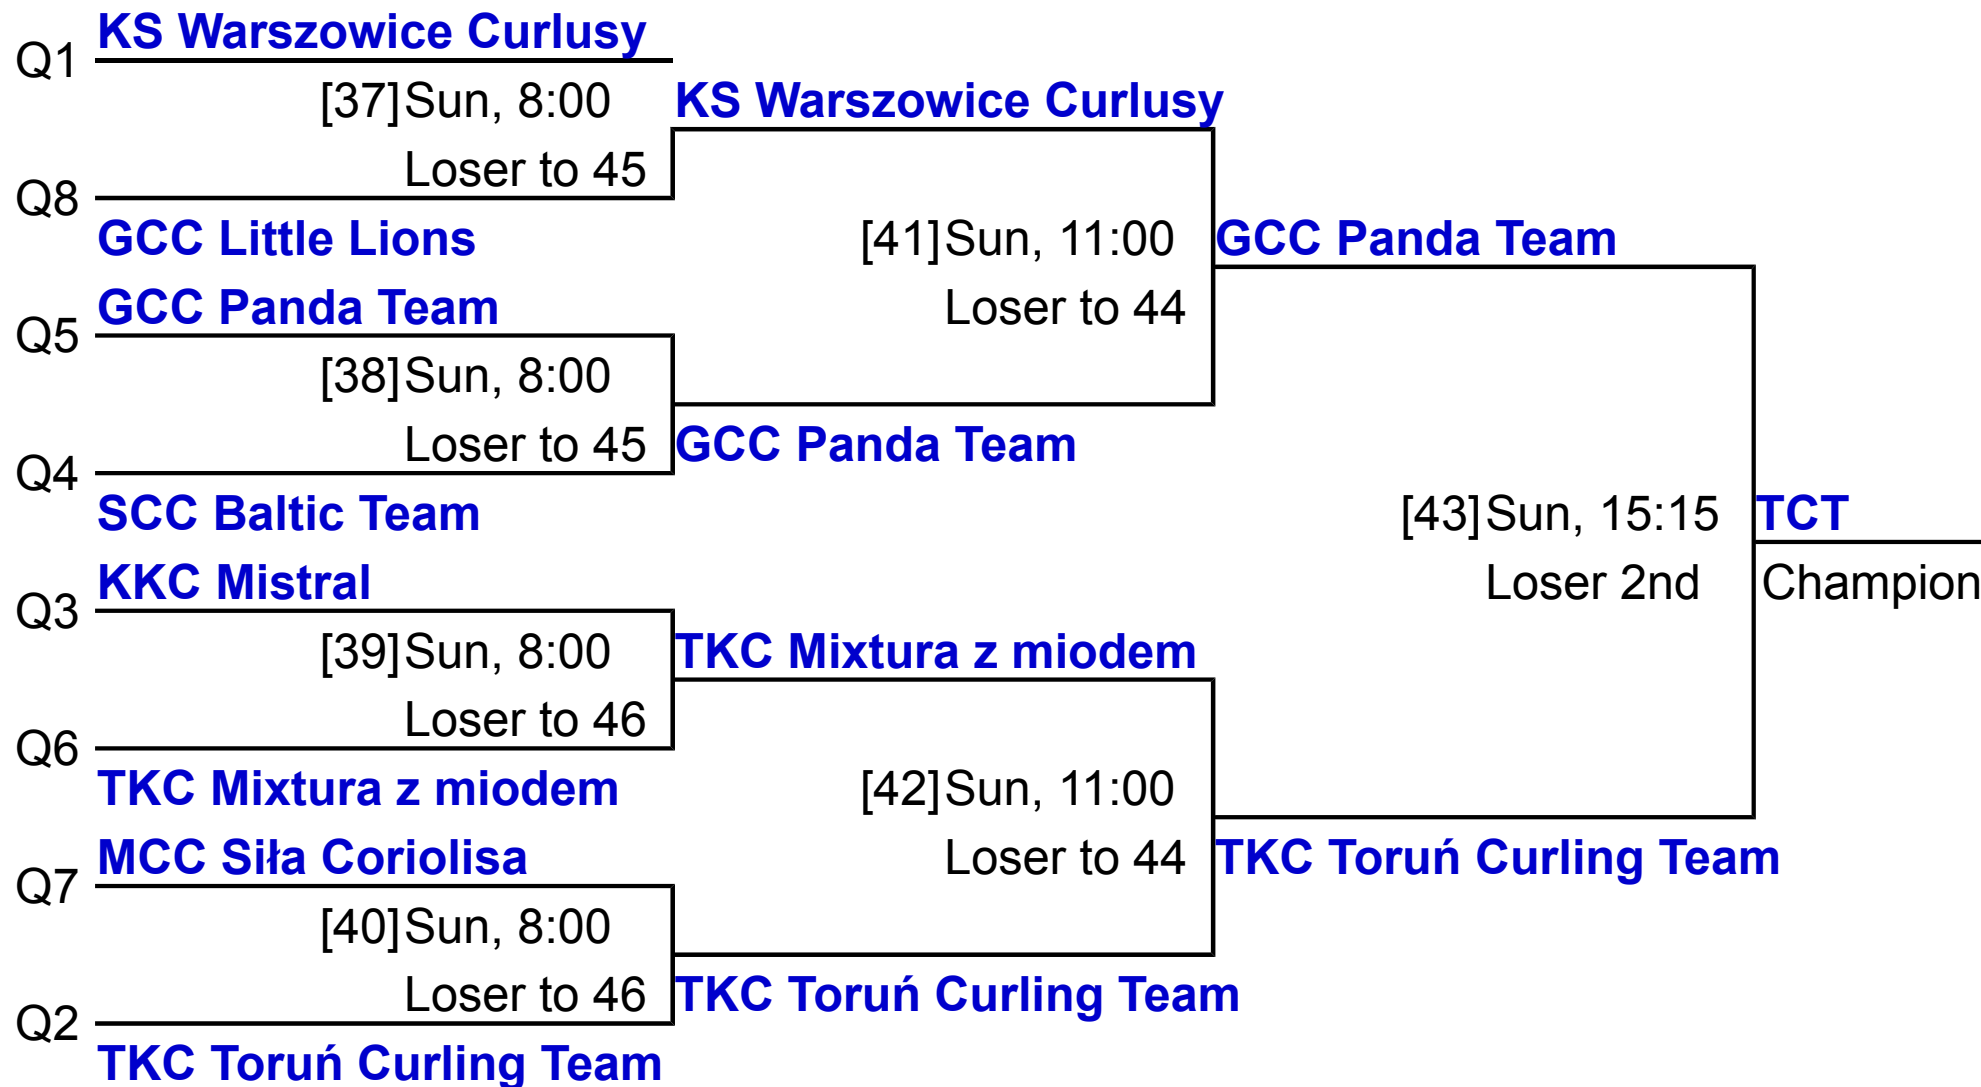 KS Warszowice Curlusy
Q1
[37] Sun, 8:00
KS Warszowice Curlusy
Loser to 45
Q8
GCC Little Lions
[41] Sun, 11:00
GCC Panda Team
GCC Panda Team
Loser to 44
Q5
[38] Sun, 8:00
Loser to 45
GCC Panda Team
Q4
SCC Baltic Team
[43] Sun, 15:15
TCT
KKC Mistral
Loser 2nd
Champion
Q3
[39] Sun, 8:00
TKC Mixtura z miodem
Loser to 46
Q6
TKC Mixtura z miodem
[42] Sun, 11:00
MCC Siła Coriolisa
Loser to 44
TKC Toruń Curling Team
Q7
[40] Sun, 8:00
Loser to 46
TKC Toruń Curling Team
Q2
TKC Toruń Curling Team